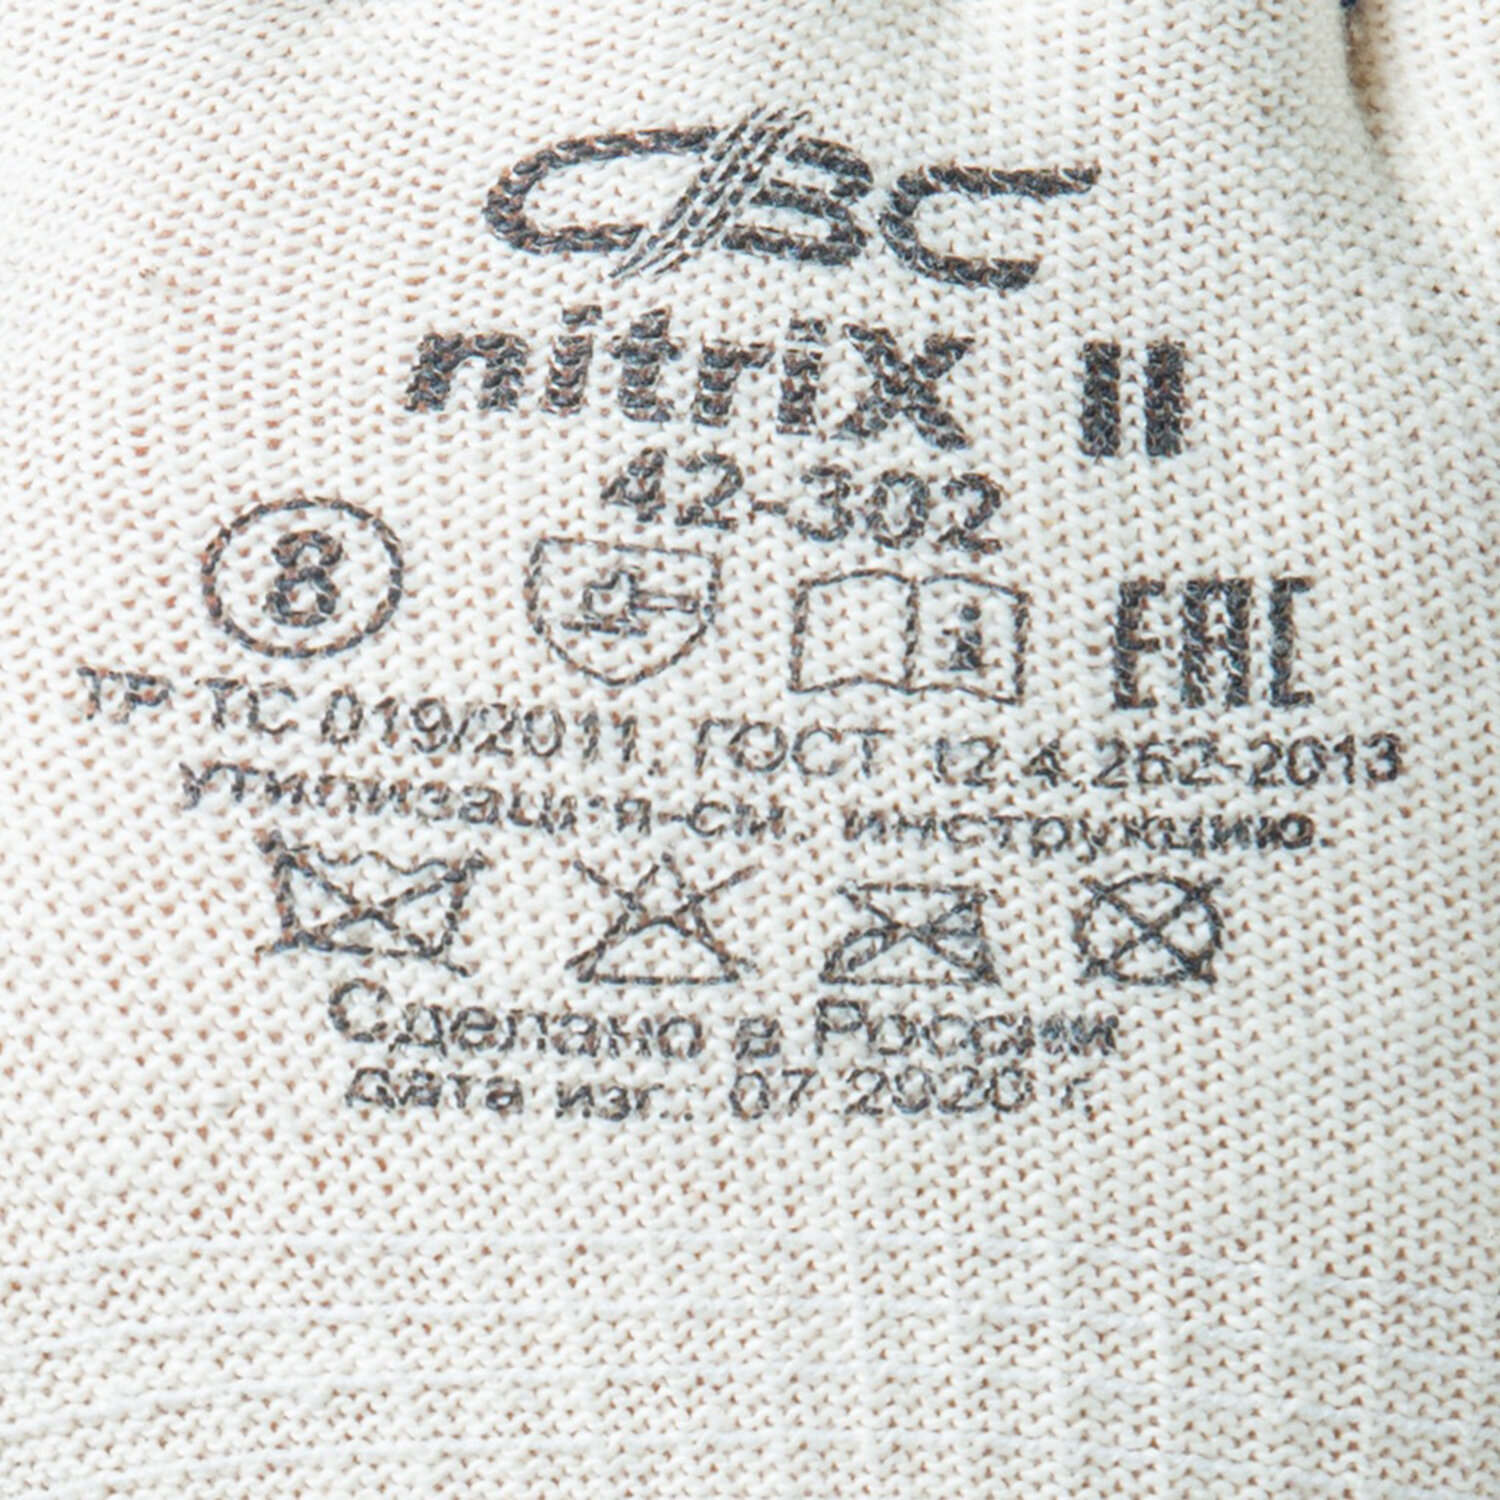 СВС
nitrix II
42-302
8
i
EAC
ТР ТС 019/2011, ГОСТ 12.4.262-2013
утилизация-см. инструкцию.
Сделано в России
дата изг.: 07.2020 г.